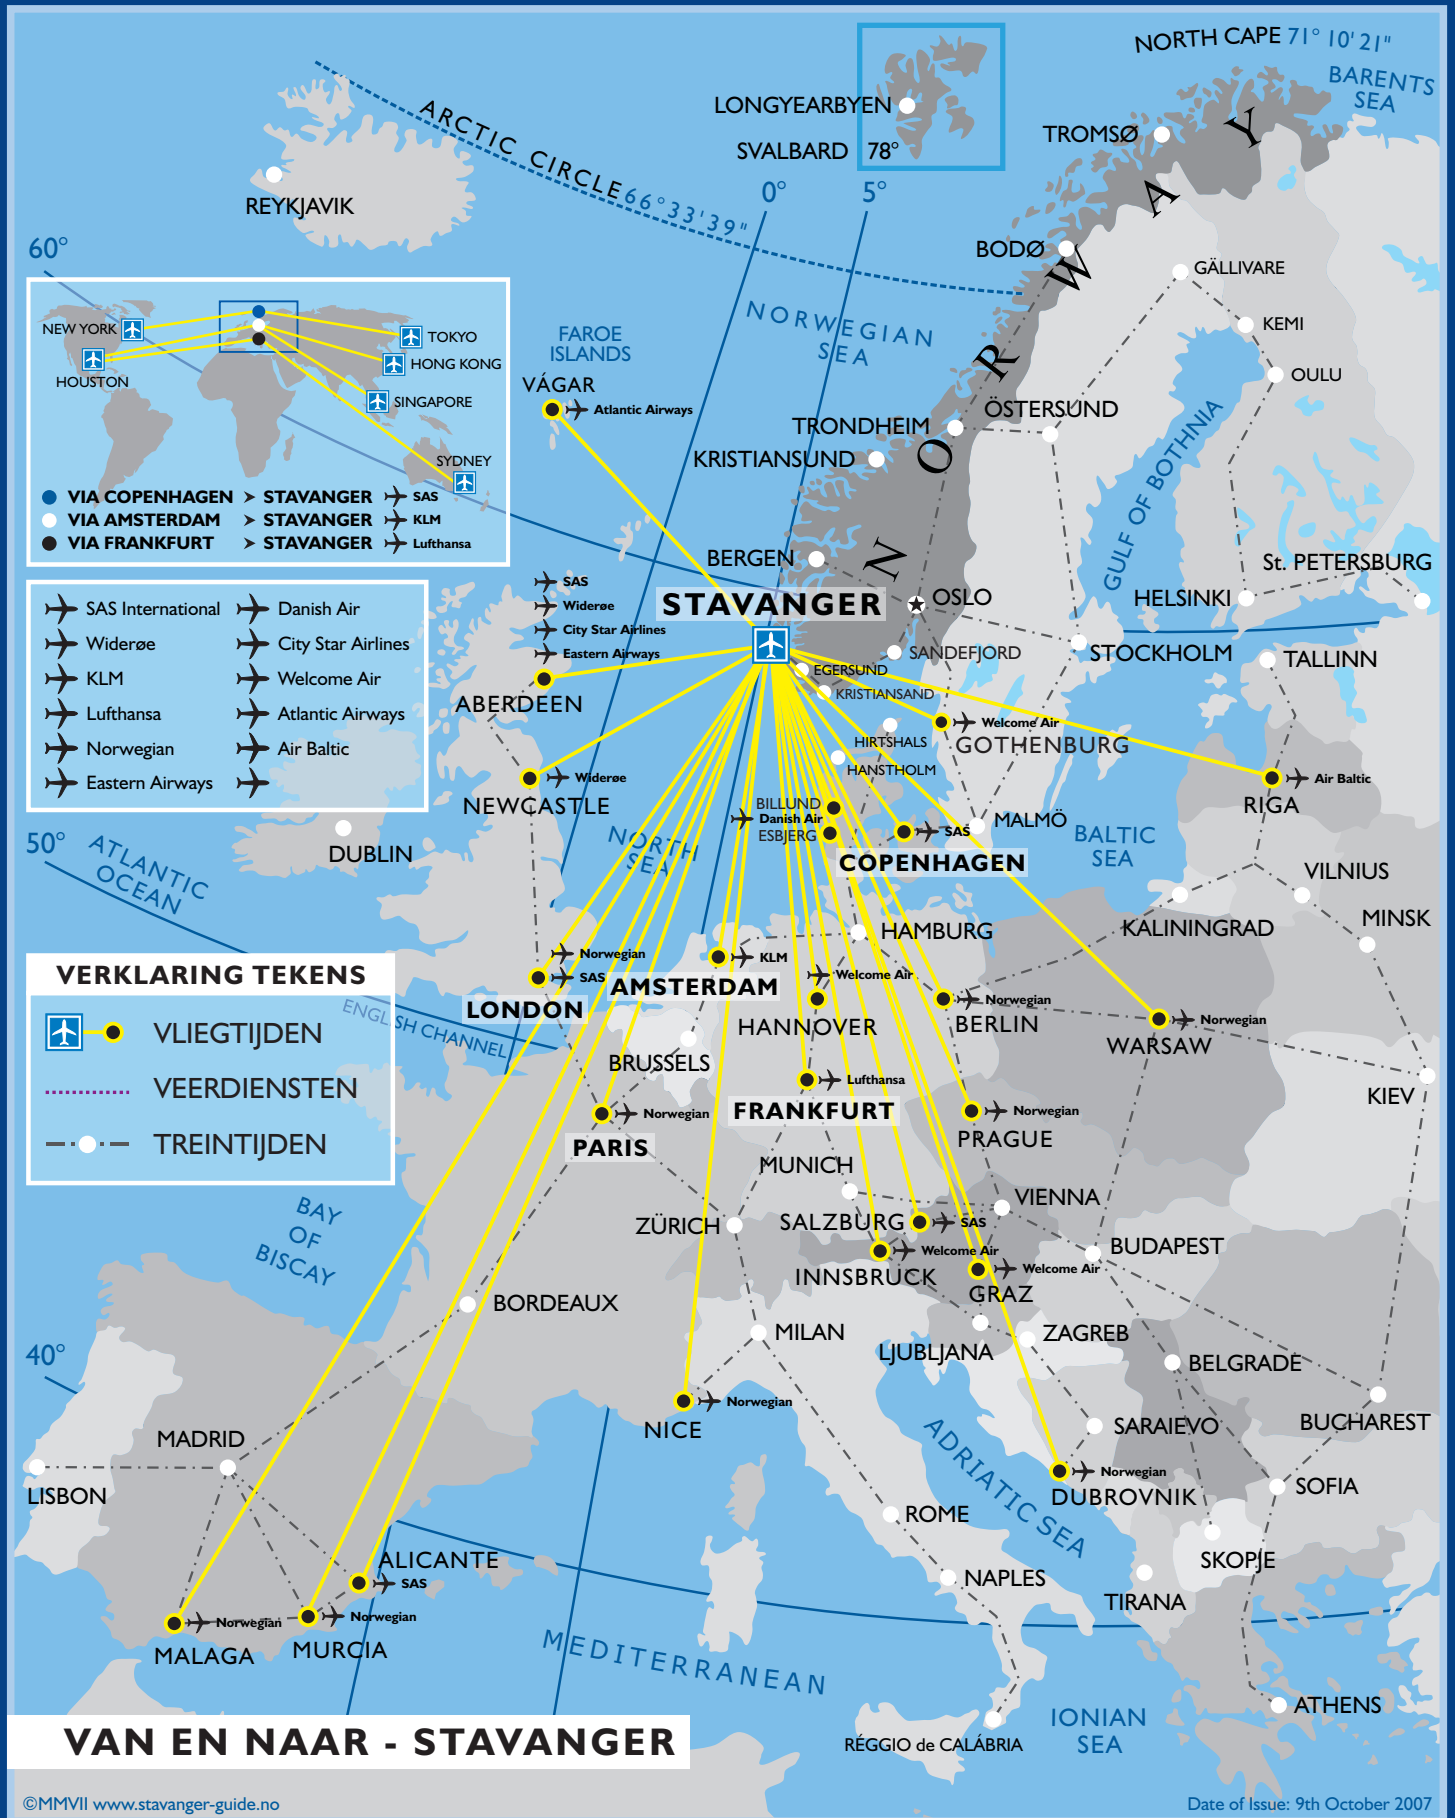 NORTH CAPE 71° 10' 21"
BARENTS
SEA
LONGYEARBYEN
SVALBARD 78°
TROMSØ
ARCTIC CIRCLE 66°33'39"
0°
5°
REYKJAVIK
60°
BODØ
NORWAY
GÄLLIVARE
KEMI
OULU
NORWEGIAN
SEA
FAROE
ISLANDS
VÁGAR
Atlantic Airways
NEW YORK
HOUSTON
TOKYO
HONG KONG
SINGAPORE
SYDNEY
VIA COPENHAGEN > STAVANGER SAS
VIA AMSTERDAM > STAVANGER KLM
VIA FRANKFURT > STAVANGER Lufthansa
TRONDHEIM
ÖSTERSUND
KRISTIANSUND
GULF OF BOTHNIA
BERGEN
St. PETERSBURG
HELSINKI
STAVANGER
OSLO
SAS
Widerøe
City Star Airlines
Eastern Airways
ABERDEEN
SAS International
Danish Air
Widerøe
City Star Airlines
KLM
Welcome Air
Lufthansa
Atlantic Airways
Norwegian
Air Baltic
Eastern Airways
SANDEFJORD
EGERSUND
KRISTIANSAND
STOCKHOLM
TALLINN
Welcome Air
GOTHENBURG
HIRTSHALS
HANSTHOLM
Widerøe
NEWCASTLE
Air Baltic
RIGA
BILLUND
Danish Air
ESBJERG
SAS
COPENHAGEN
MALMÖ
BALTIC
SEA
NORTH
SEA
DUBLIN
50°
ATLANTIC
OCEAN
VILNIUS
MINSK
KALININGRAD
HAMBURG
Norwegian
SAS
LONDON
KLM
AMSTERDAM
Welcome Air
HANNOVER
Norwegian
BERLIN
Norwegian
WARSAW
VERKLARING TEKENS
VLIEGTIJDEN
VEERDIENSTEN
TREINTIJDEN
ENGLISH CHANNEL
BRUSSELS
KIEV
Lufthansa
FRANKFURT
Norwegian
PARIS
Norwegian
PRAGUE
MUNICH
VIENNA
ZÜRICH
SALZBURG
SAS
BUDAPEST
Welcome Air
INNSBRUCK
Welcome Air
GRAZ
BAY
OF
BISCAY
BORDEAUX
MILAN
LJUBLJANA
ZAGREB
BELGRADE
40°
Norwegian
NICE
SARAIEVO
BUCHAREST
MADRID
LISBON
ADRIATIC SEA
Norwegian
DUBROVNIK
SOFIA
ROME
SKOPJE
ALICANTE
SAS
NAPLES
TIRANA
Norwegian
MALAGA
Norwegian
MURCIA
MEDITERRANEAN
IONIAN
SEA
ATHENS
RÉGGIO de CALÁBRIA
VAN EN NAAR - STAVANGER
©MMVII www.stavanger-guide.no
Date of Issue: 9th October 2007